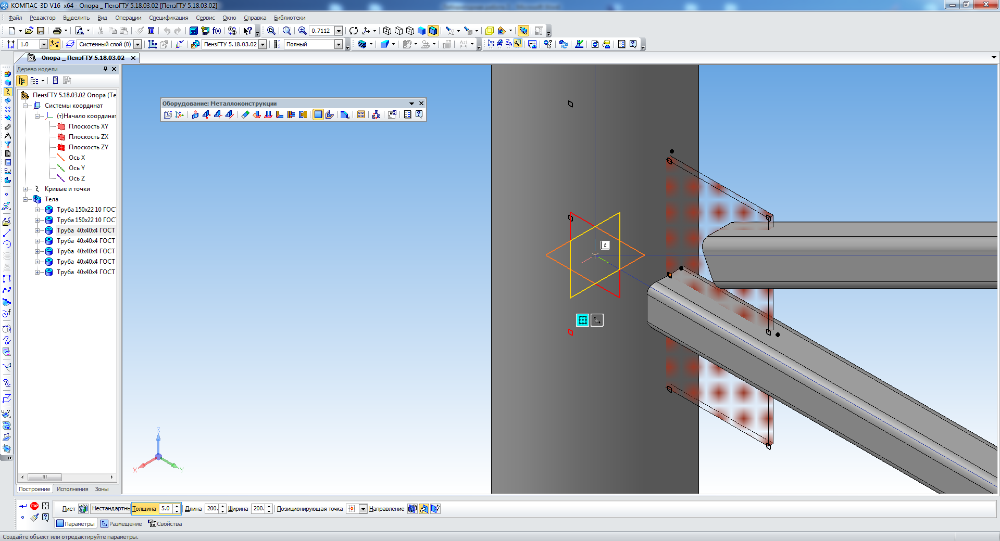 КОМПАС-3D V16  x64 - Опора _ ПензГТУ 5.18.03.02 [ПензГТУ 5.18.03.02]
Файл Редактор Выделить Вид Операции Спецификация Сервис Окно Справка Библиотеки
0.7112
f(x)
1.0 Системный слой (0) ПензГТУ 5.18.03.02 Полный
Опора _ ПензГТУ 5.18.03.02
Дерево модели
ПензГТУ 5.18.03.02 Опора (Те
Системы координат
(т)Начало координат
Плоскость XY
Плоскость ZX
Плоскость ZY
Ось X
Ось Y
Ось Z
Кривые и точки
Тела
Труба 150x22 10 ГОС
Труба 150x22 10 ГОС
Труба  40x40x4 ГОСТ
Труба  40x40x4 ГОСТ
Труба  40x40x4 ГОСТ
Труба  40x40x4 ГОСТ
Труба  40x40x4 ГОСТ
Оборудование: Металлоконструкции
2
Z
X
Y
Построение Исполнения Зоны
STOP Лист Нестандартн Толщина 5.0 Длина 200. Ширина 200. Позиционирующая точка Направление
Параметры Размещение Свойства
Создайте объект или отредактируйте параметры.